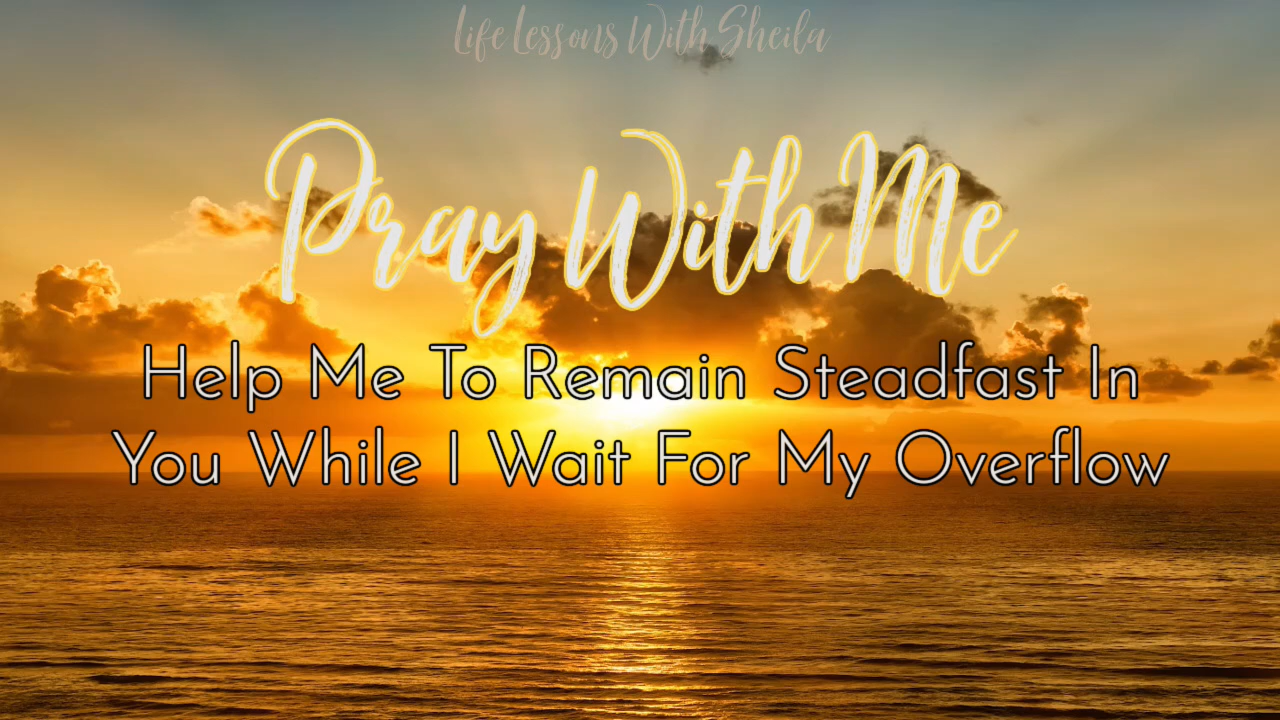 Life Lessons With Sheila
Pray With Me
Help Me To Remain Steadfast In
You While I Wait For My Overflow